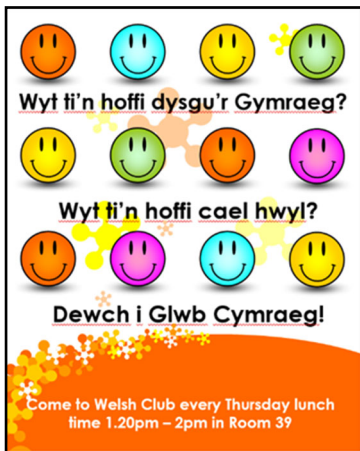 Wyt ti'n hoffi dysgu'r Gymraeg?
Wyt ti'n hoffi cael hwyl?
Dewch i Glwb Cymraeg!
Come to Welsh Club every Thursday lunch
time 1.20pm – 2pm in Room 39